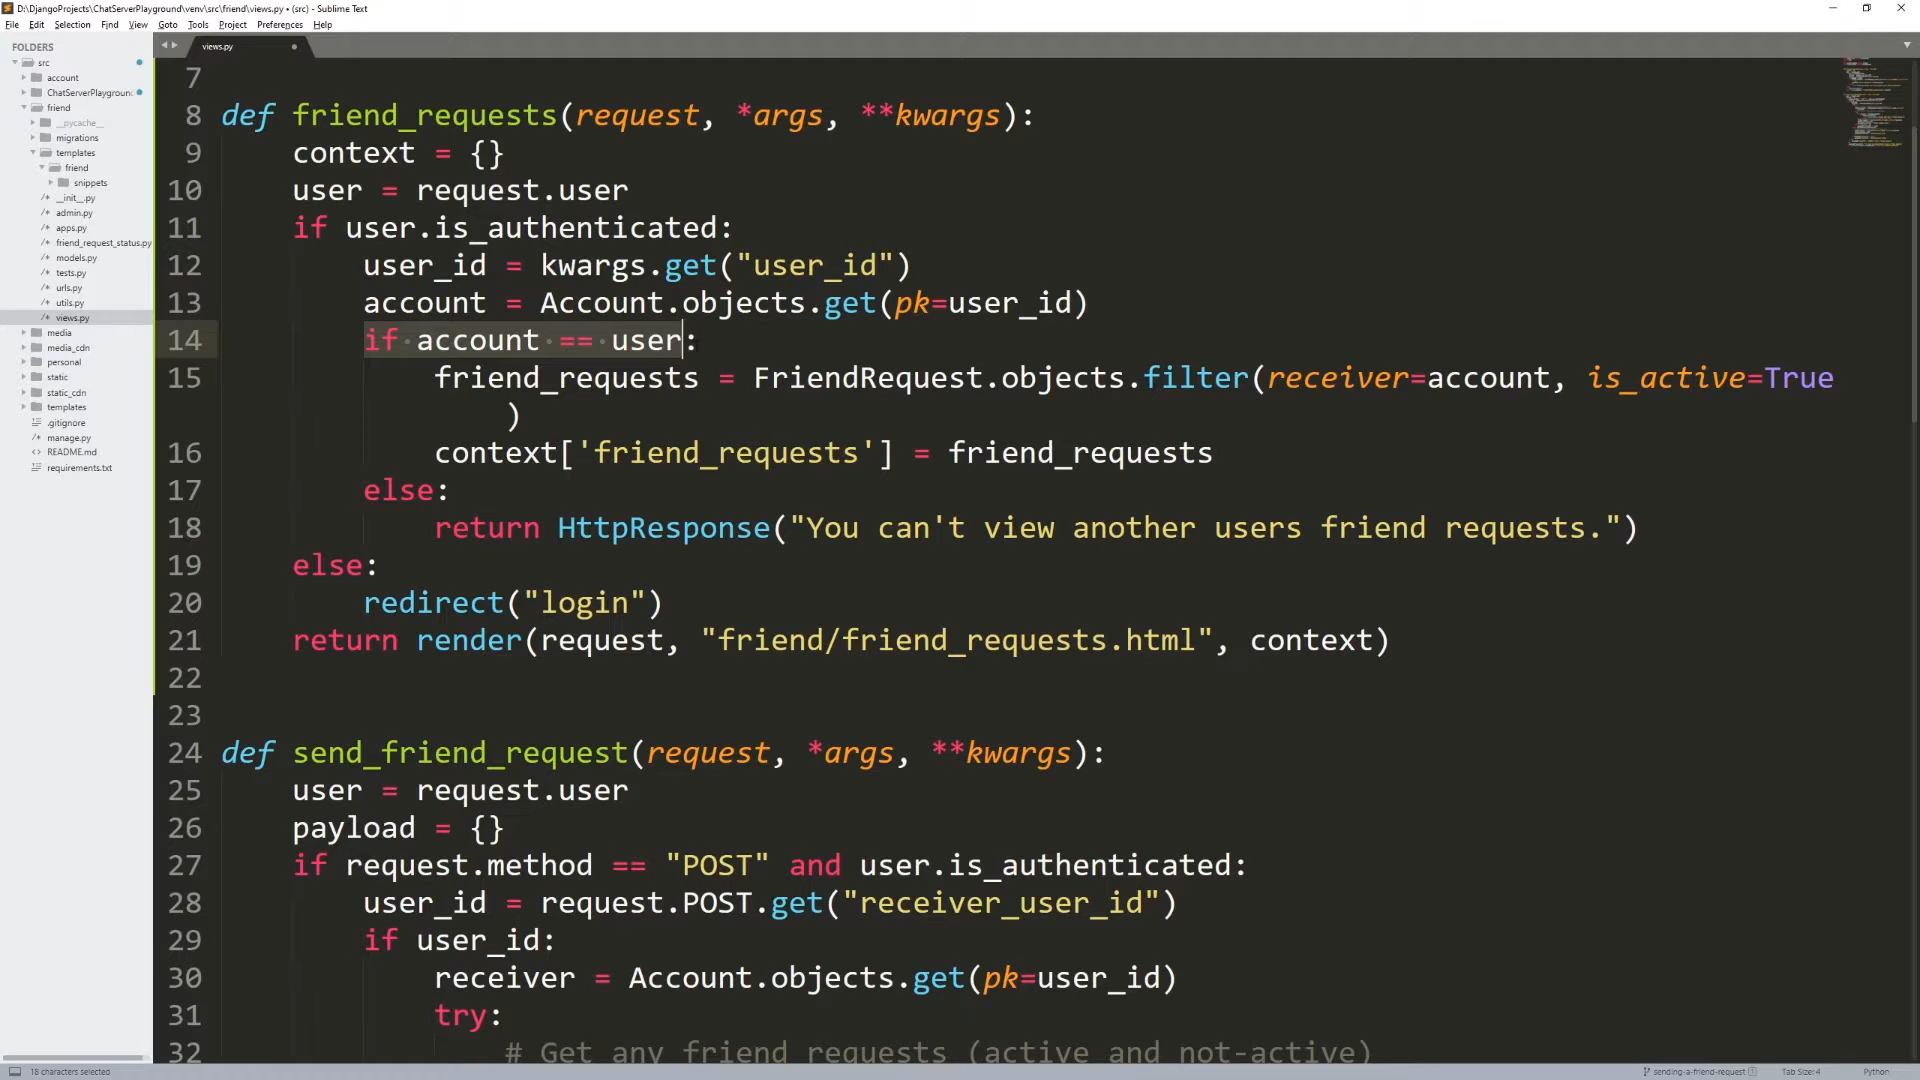 D:\DjangoProjects\ChatServerPlayground\venv\src\friend\views.py • (src) - Sublime Text
File Edit Selection Find View Goto Tools Project Preferences Help
FOLDERS
src
account
ChatServerPlayground
friend
__pycache__
migrations
templates
friend
snippets
__init__.py
admin.py
apps.py
friend_request_status.py
models.py
tests.py
urls.py
utils.py
views.py
media
media_cdn
personal
static
static_cdn
templates
.gitignore
manage.py
README.md
requirements.txt
views.py
7
8 def friend_requests(request, *args, **kwargs):
9 context = {}
10 user = request.user
11 if user.is_authenticated:
12 user_id = kwargs.get("user_id")
13 account = Account.objects.get(pk=user_id)
14 if account == user:
15 friend_requests = FriendRequest.objects.filter(receiver=account, is_active=True
)
16 context['friend_requests'] = friend_requests
17 else:
18 return HttpResponse("You can't view another users friend requests.")
19 else:
20 redirect("login")
21 return render(request, "friend/friend_requests.html", context)
22
23
24 def send_friend_request(request, *args, **kwargs):
25 user = request.user
26 payload = {}
27 if request.method == "POST" and user.is_authenticated:
28 user_id = request.POST.get("receiver_user_id")
29 if user_id:
30 receiver = Account.objects.get(pk=user_id)
31 try:
32 # Get any friend requests (active and not-active)
18 characters selected
sending-a-friend-request 1 Tab Size: 4 Python